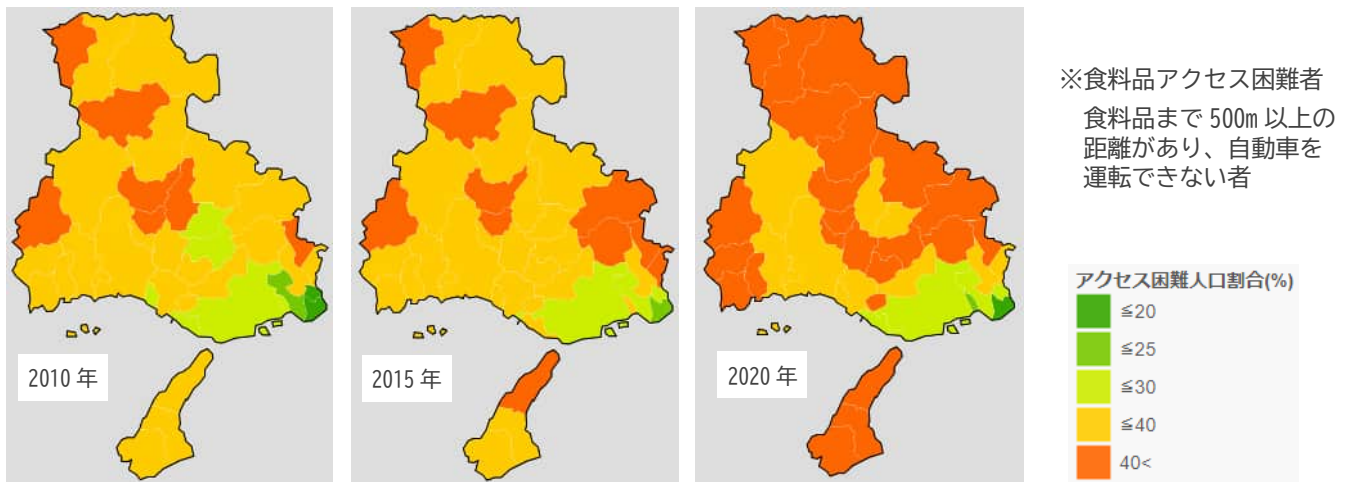 2010 年
2015 年
2020 年
※食料品アクセス困難者
食料品まで 500m 以上の
距離があり、自動車を
運転できない者
アクセス困難人口割合(%)
≦20
≦25
≦30
≦40
40<